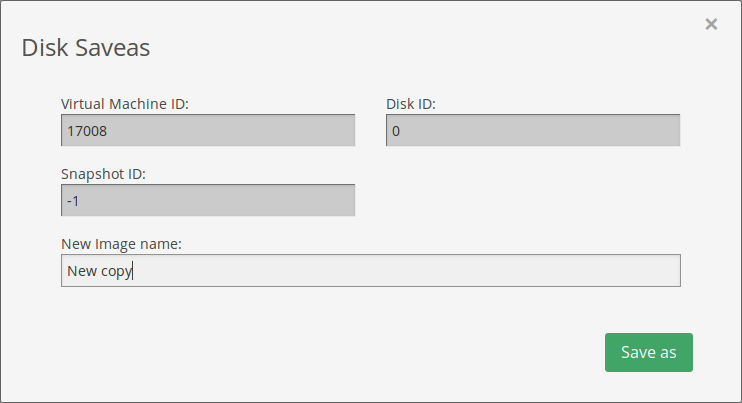 ×
Disk Saveas
Virtual Machine ID: Disk ID:
17008 0
Snapshot ID:
-1
New Image name:
New copy
Save as